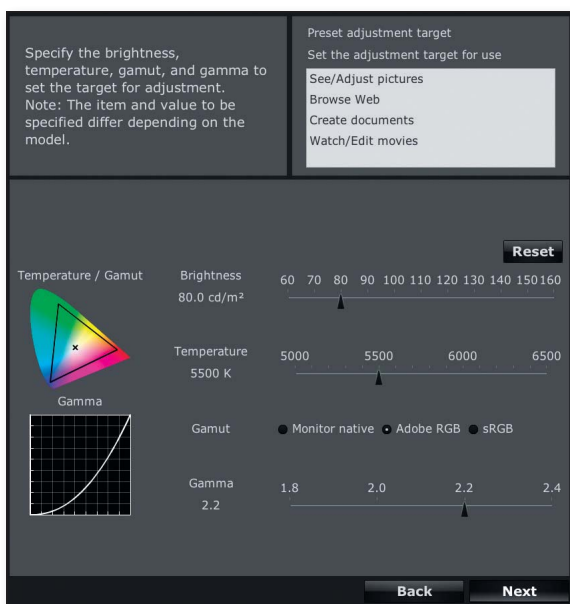 Specify the brightness,
temperature, gamut, and gamma to
set the target for adjustment.
Note: The item and value to be
specified differ depending on the
model.
Preset adjustment target
Set the adjustment target for use
See/Adjust pictures
Browse Web
Create documents
Watch/Edit movies
Reset
Temperature / Gamut
Brightness
60 70 80 90 100 110 120 130 140 150 160
80.0 cd/m²
Temperature
5000 5500 6000 6500
5500 K
Gamma
Gamut Monitor native Adobe RGB sRGB
Gamma
1.8 2.0 2.2 2.4
2.2
Back Next